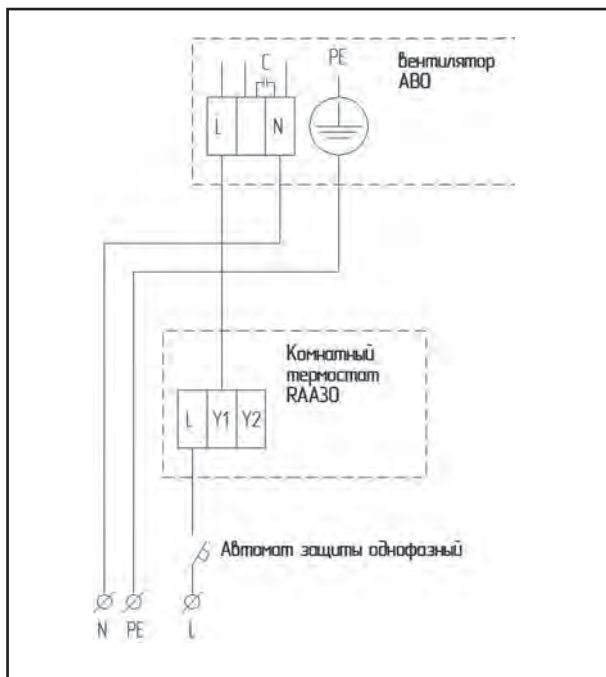 C
PE
вентилятор
АВО
L
N
Комнатный
термостат
RAA30
L Y1 Y2
Автомат защиты однофазный
N PE L